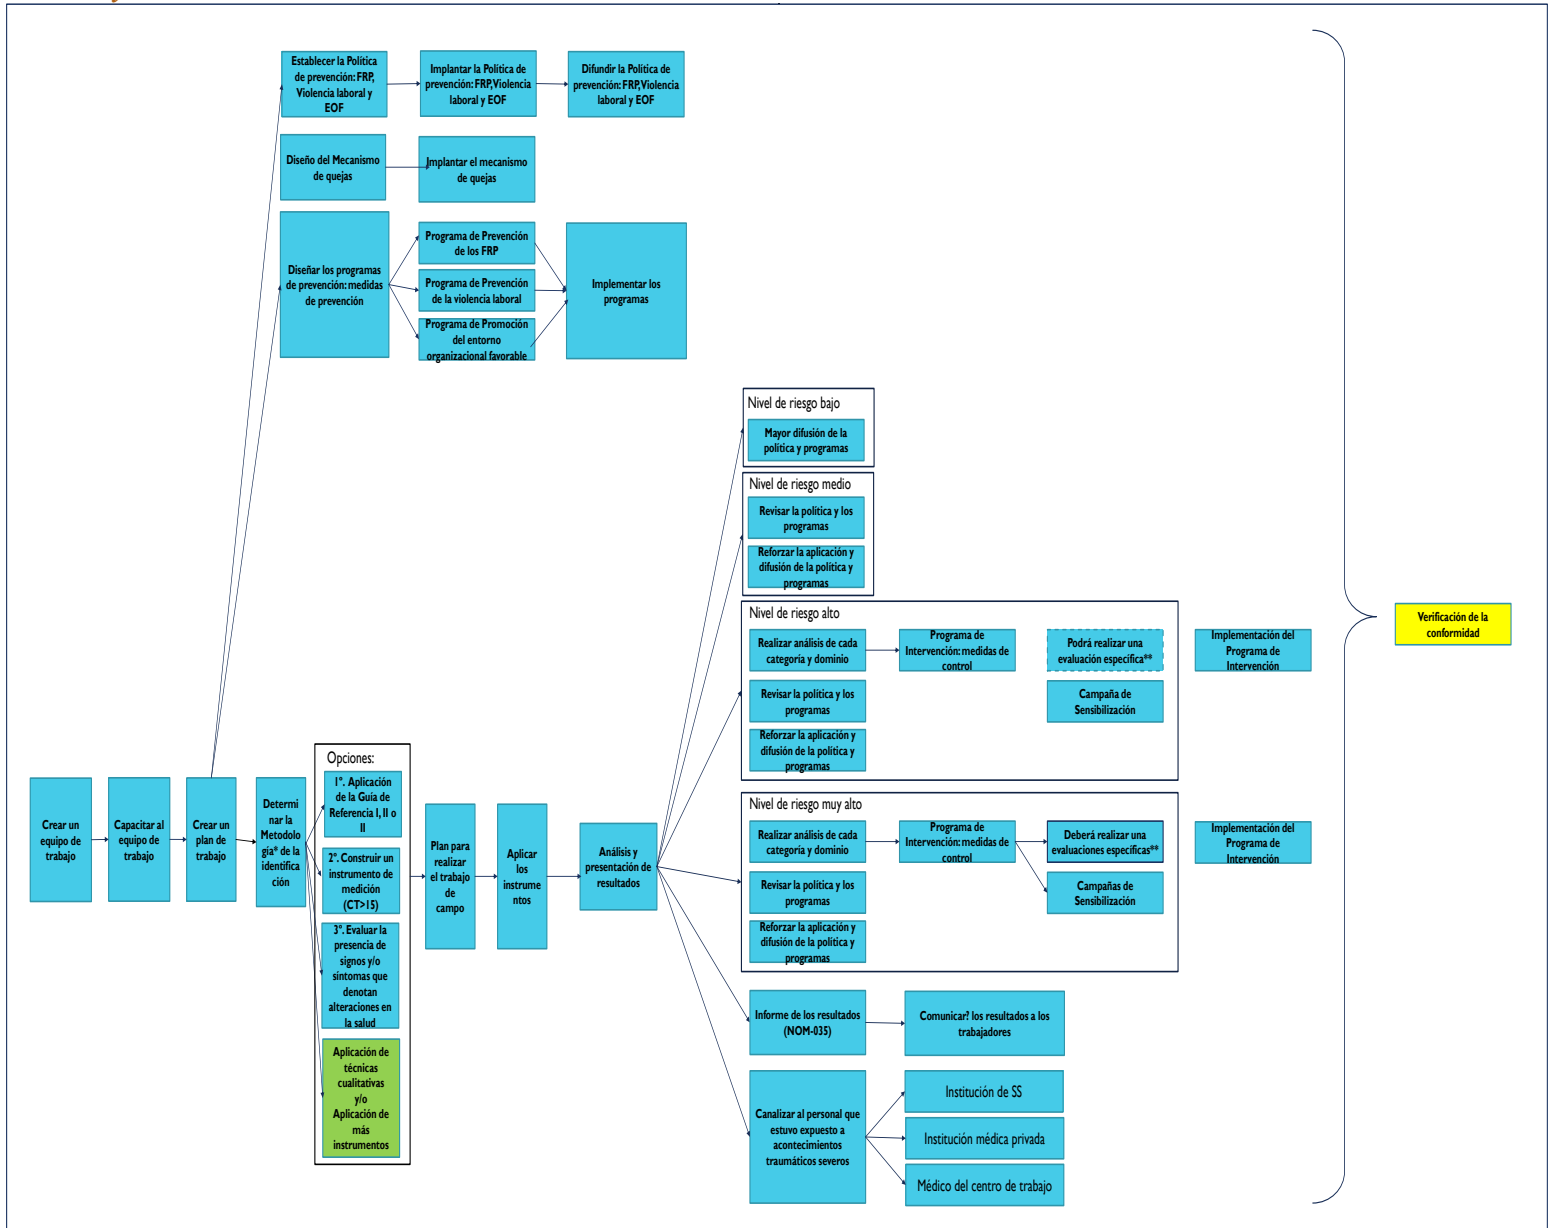 Establecer la Política
de prevención: FRP,
Violencia laboral y
EOF
Implantar la Política de
prevención: FRP,Violencia
laboral y EOF
Difundir la Política de
prevención: FRP,Violencia
laboral y EOF
Diseño del Mecanismo
de quejas
Implantar el mecanismo
de quejas
Diseñar los programas
de prevención: medidas
de prevención
Programa de Prevención
de los FRP
Programa de Prevención
de la violencia laboral
Programa de Promoción
del entorno
organizacional favorable
Implementar los
programas
Crear un
equipo de
trabajo
Capacitar al
equipo de
trabajo
Crear un
plan de
trabajo
Determi
nar la
Metodolo
gía* de la
identifica
ción
Opciones:
1°. Aplicación
de la Guía de
Referencia I, II o
II
2°. Construir un
instrumento de
medición
(CT>15)
3°. Evaluar la
presencia de
signos y/o
síntomas que
denotan
alteraciones en
la salud
Aplicación de
técnicas
cualitativas
y/o
Aplicación de
más
instrumentos
Plan para
realizar
el trabajo
de
campo
Aplicar
los
instrume
ntos
Análisis y
presentación de
resultados
Nivel de riesgo bajo
Mayor difusión de la
política y programas
Nivel de riesgo medio
Revisar la política y los
programas
Reforzar la aplicación y
difusión de la política y
programas
Nivel de riesgo alto
Realizar análisis de cada
categoría y dominio
Programa de
Intervención: medidas de
control
Podrá realizar una
evaluación específica**
Implementación del
Programa de
Intervención
Revisar la política y los
programas
Campaña de
Sensibilización
Reforzar la aplicación y
difusión de la política y
programas
Nivel de riesgo muy alto
Realizar análisis de cada
categoría y dominio
Programa de
Intervención: medidas de
control
Deberá realizar una
evaluaciones específicas**
Implementación del
Programa de
Intervención
Revisar la política y los
programas
Campañas de
Sensibilización
Reforzar la aplicación y
difusión de la política y
programas
Informe de los resultados
(NOM-035)
Comunicar? los resultados a los
trabajadores
Canalizar al personal que
estuvo expuesto a
acontecimientos
traumáticos severos
Institución de SS
Institución médica privada
Médico del centro de trabajo
Verificación de la
conformidad